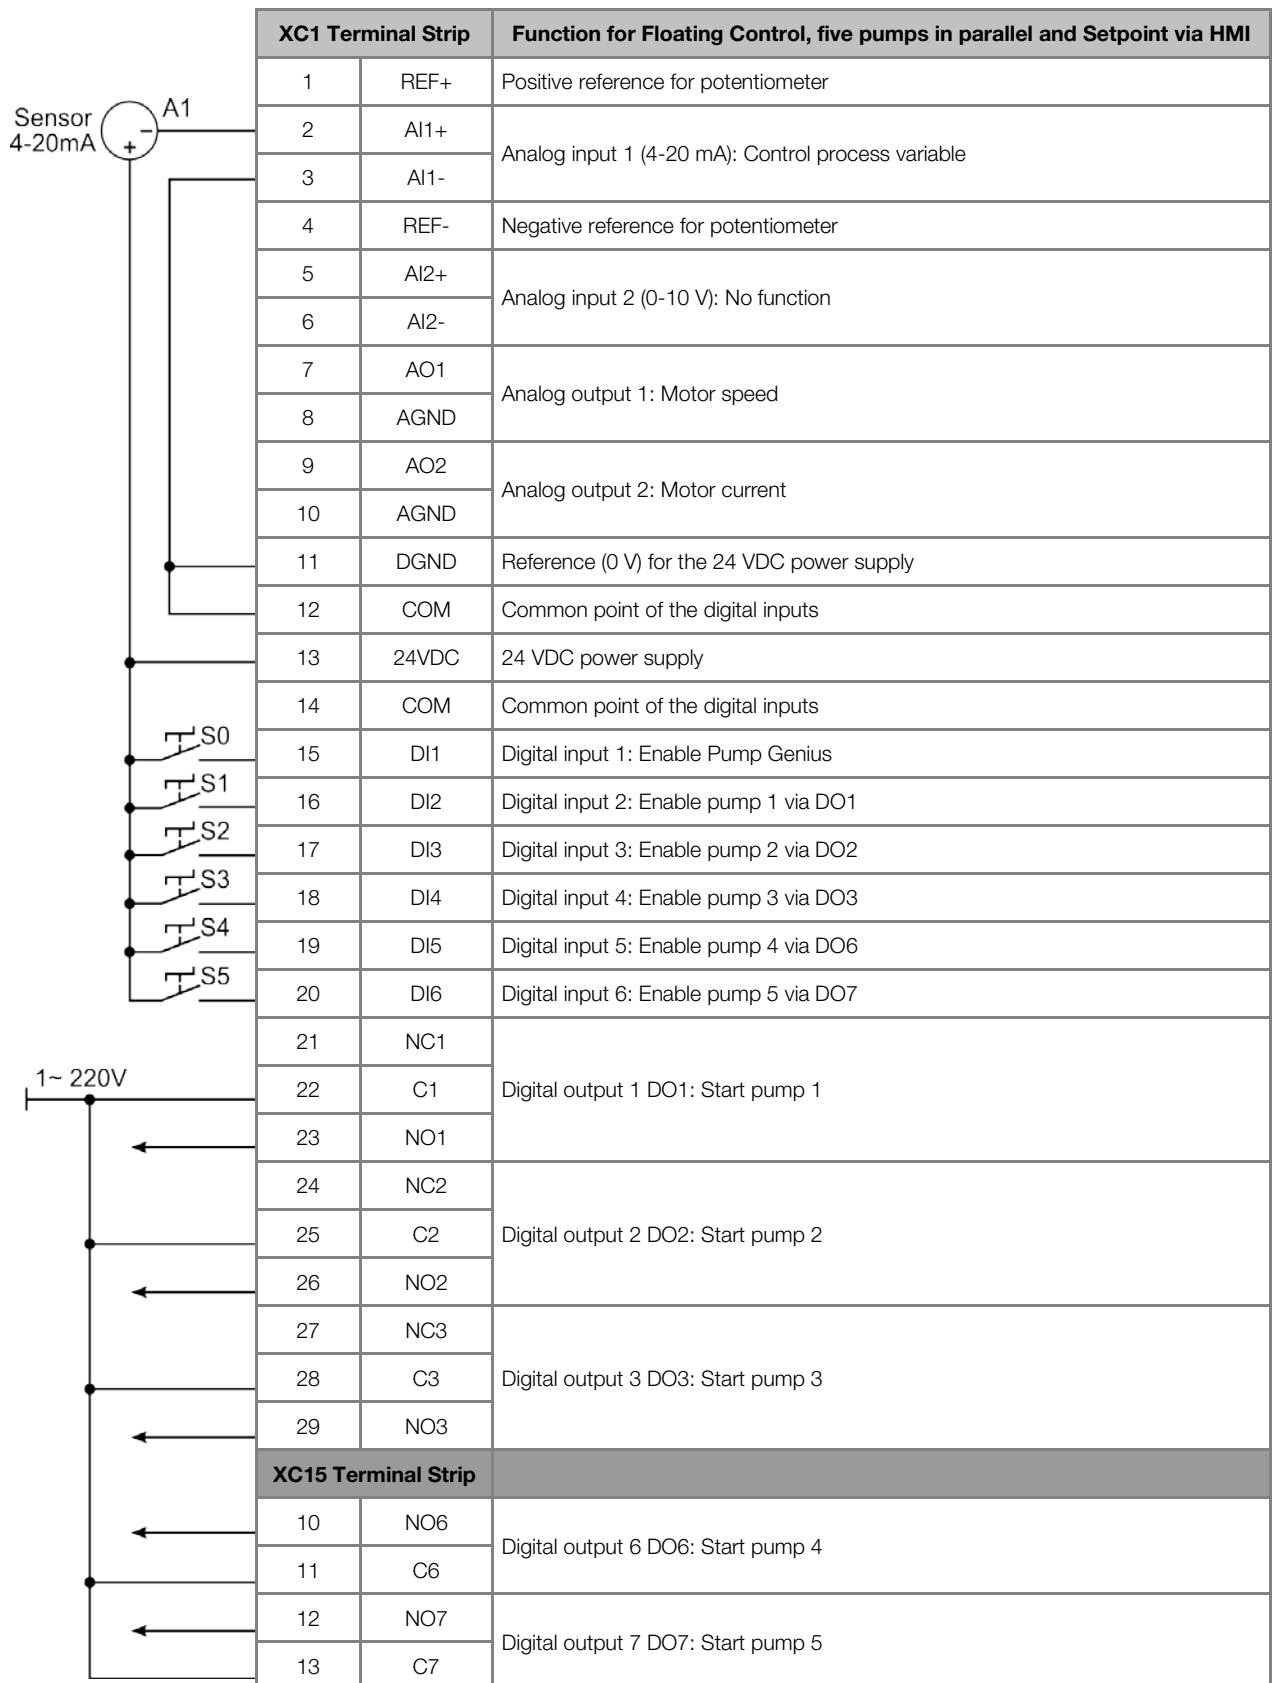 XC1 Terminal Strip Function for Floating Control, five pumps in parallel and Setpoint via HMI
1 REF+ Positive reference for potentiometer
Sensor
4-20mA
A1
+
-
2 AI1+
Analog input 1 (4-20 mA): Control process variable
3 AI1-
4 REF- Negative reference for potentiometer
5 AI2+
Analog input 2 (0-10 V): No function
6 AI2-
7 AO1
Analog output 1: Motor speed
8 AGND
9 AO2
Analog output 2: Motor current
10 AGND
11 DGND Reference (0 V) for the 24 VDC power supply
12 COM Common point of the digital inputs
13 24VDC 24 VDC power supply
14 COM Common point of the digital inputs
S0 15 DI1 Digital input 1: Enable Pump Genius
S1 16 DI2 Digital input 2: Enable pump 1 via DO1
S2 17 DI3 Digital input 3: Enable pump 2 via DO2
S3 18 DI4 Digital input 4: Enable pump 3 via DO3
S4 19 DI5 Digital input 5: Enable pump 4 via DO6
S5 20 DI6 Digital input 6: Enable pump 5 via DO7
21 NC1
1~ 220V
22 C1 Digital output 1 DO1: Start pump 1
23 NO1
24 NC2
25 C2 Digital output 2 DO2: Start pump 2
26 NO2
27 NC3
28 C3 Digital output 3 DO3: Start pump 3
29 NO3
XC15 Terminal Strip
10 NO6
Digital output 6 DO6: Start pump 4
11 C6
12 NO7
Digital output 7 DO7: Start pump 5
13 C7